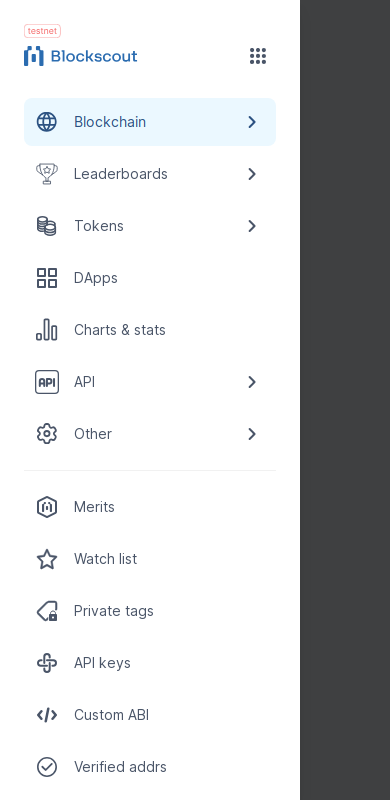 testnet
Blockscout
Blockchain
Leaderboards
Tokens
DApps
Charts & stats
API
API
Other
Merits
Watch list
Private tags
API keys
Custom ABI
Verified addrs